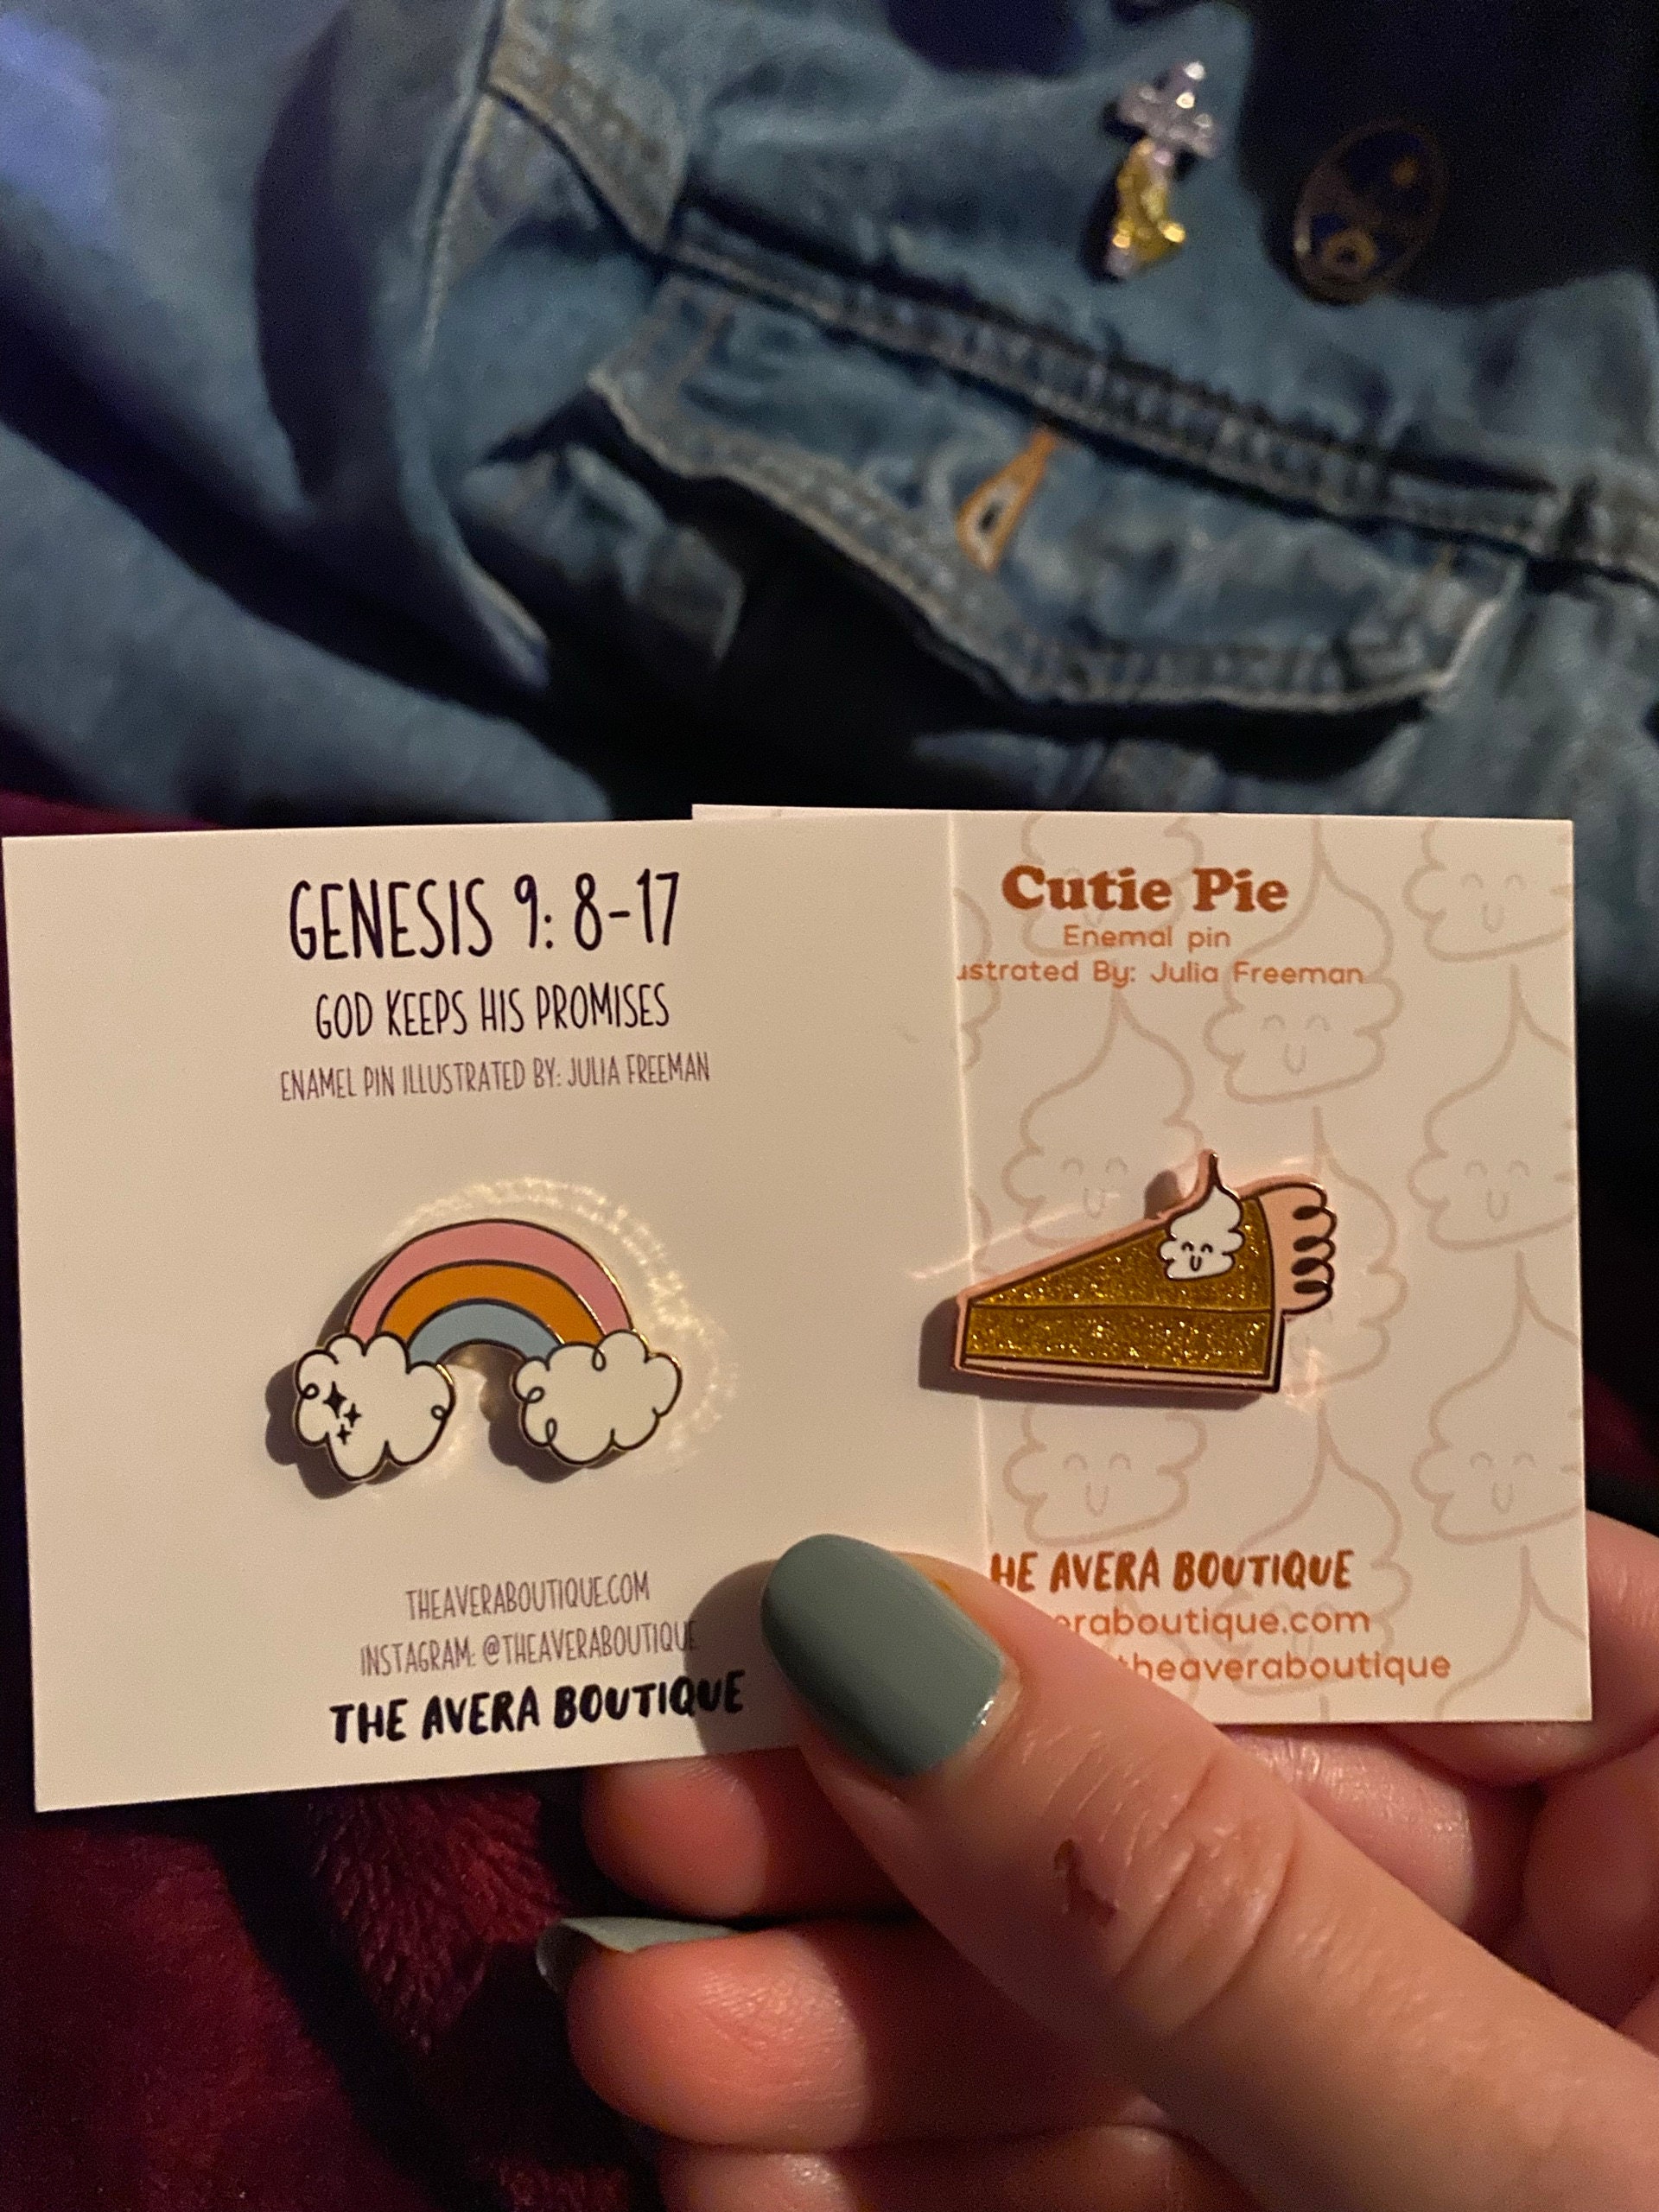 GENESIS 9: 8-17
GOD KEEPS HIS PROMISES
ENAMEL PIN ILLUSTRATED BY: JULIA FREEMAN
THEAVERABOUTIQUE.COM
INSTAGRAM: @THEAVERABOUTIQUE
THE AVERA BOUTIQUE
Cutie Pie
Enemal pin
ustrated By: Julia Freeman
HE AVERA BOUTIQUE
eraboutique.com
theaveraboutique